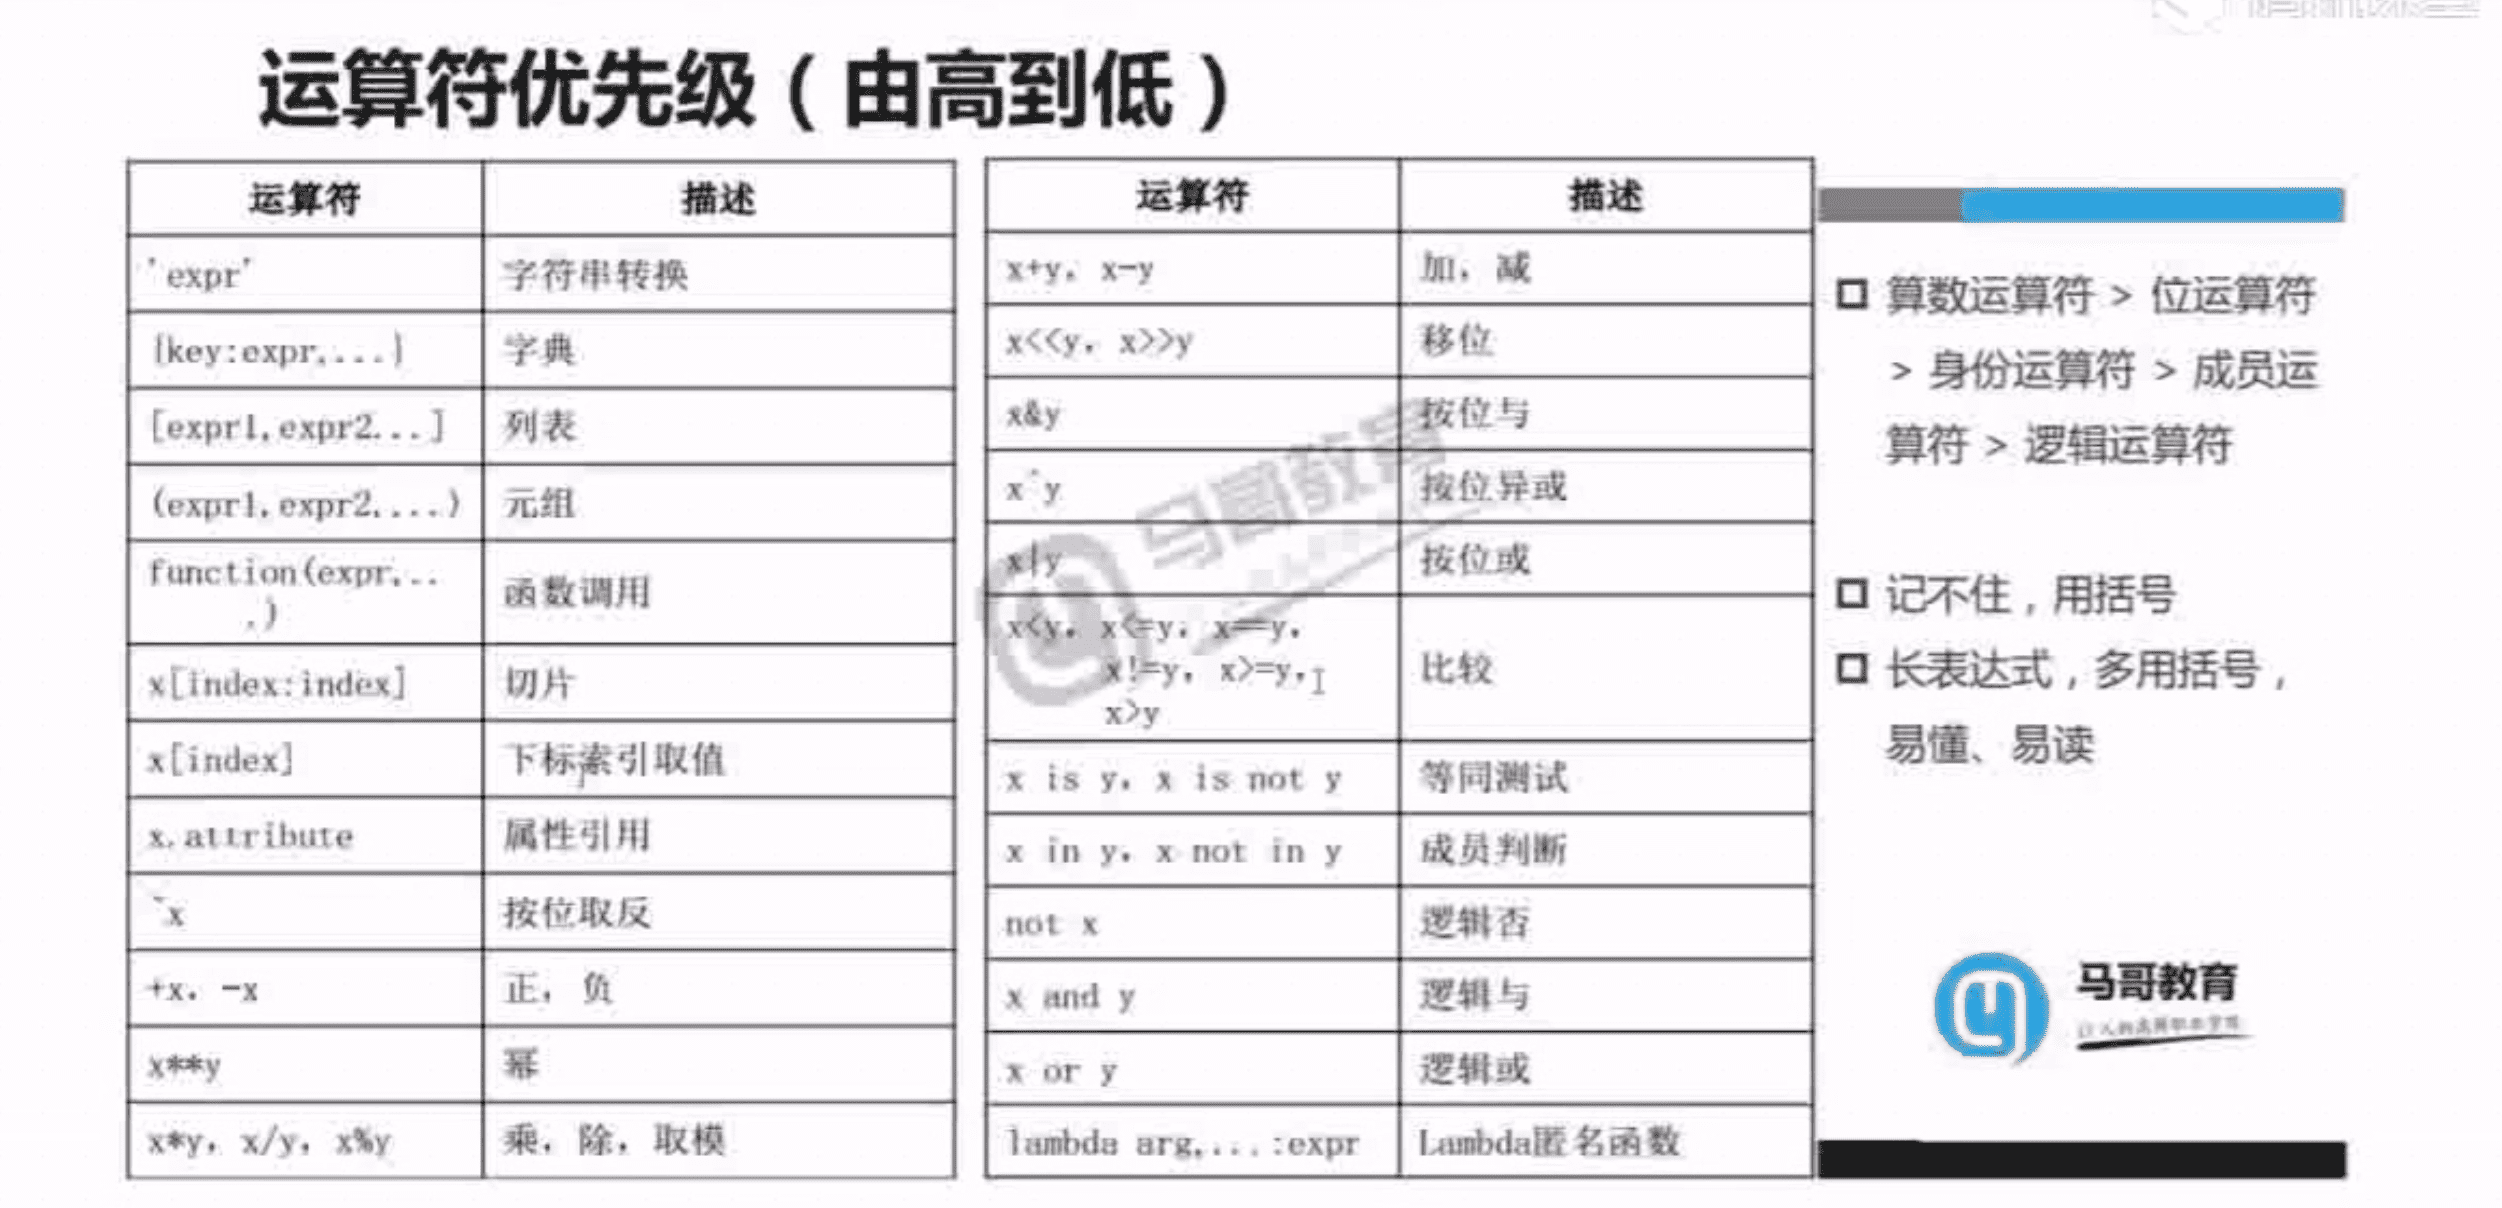 运算符优先级（由高到低）
运算符 描述
'expr' 字符串转换
{key:expr,...} 字典
[expr1,expr2...] 列表
(expr1,expr2,...) 元组
function(expr,..
.) 函数调用
x[index:index] 切片
x[index] 下标索引取值
x.attribute 属性引用
~x 按位取反
+x, -x 正，负
x**y 幂
x*y, x/y, x%y 乘，除，取模
运算符 描述
x+y, x-y 加，减
x<<y, x>>y 移位
x&y 按位与
x^y 按位异或
x|y 按位或
x<y, x<=y, x==y,
x!=y, x>=y,
x>y 比较
x is y, x is not y 等同测试
x in y, x not in y 成员判断
not x 逻辑否
x and y 逻辑与
x or y 逻辑或
lambda arg,...:expr Lambda匿名函数
算数运算符 > 位运算符
> 身份运算符 > 成员运
算符 > 逻辑运算符
记不住，用括号
长表达式，多用括号，
易懂、易读
马哥教育
马哥教育